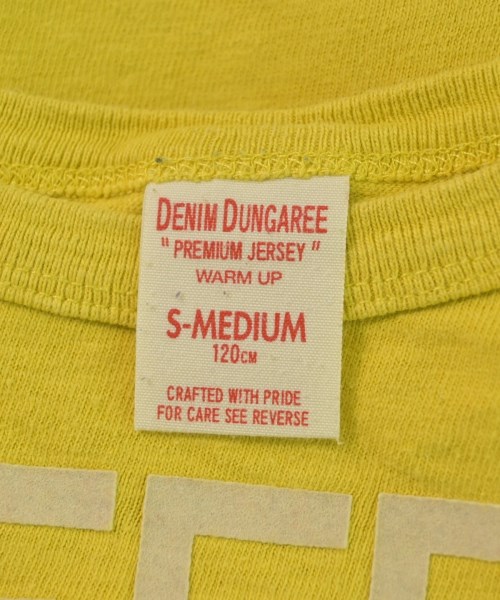 DENIM DUNGAREE
"PREMIUM JERSEY"
WARM UP
S-MEDIUM
120CM
CRAFTED WITH PRIDE
FOR CARE SEE REVERSE